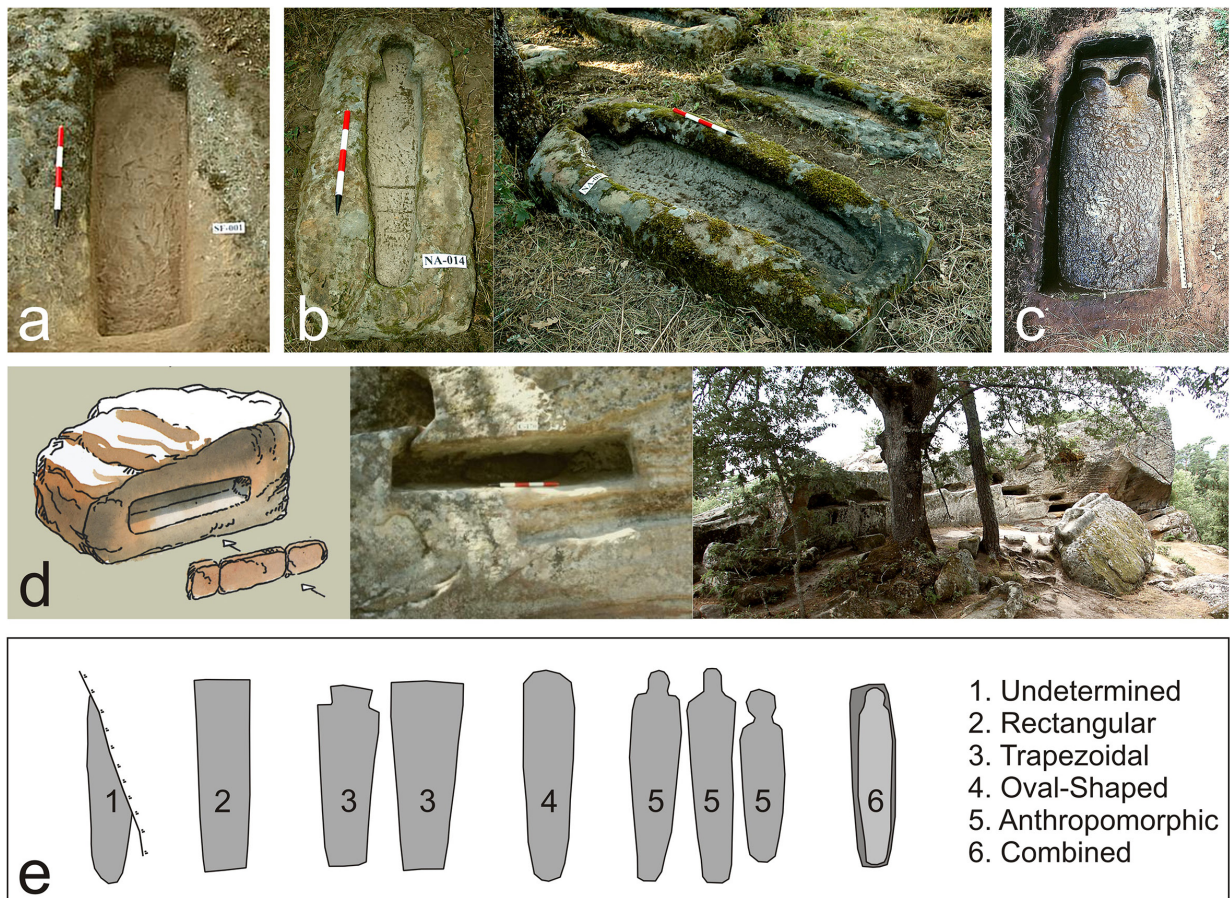 a
SF-001
b
NA-014
c
d
1
2
3
3
4
5
5
5
6
e
1. Undetermined
2. Rectangular
3. Trapezoidal
4. Oval-Shaped
5. Anthropomorphic
6. Combined